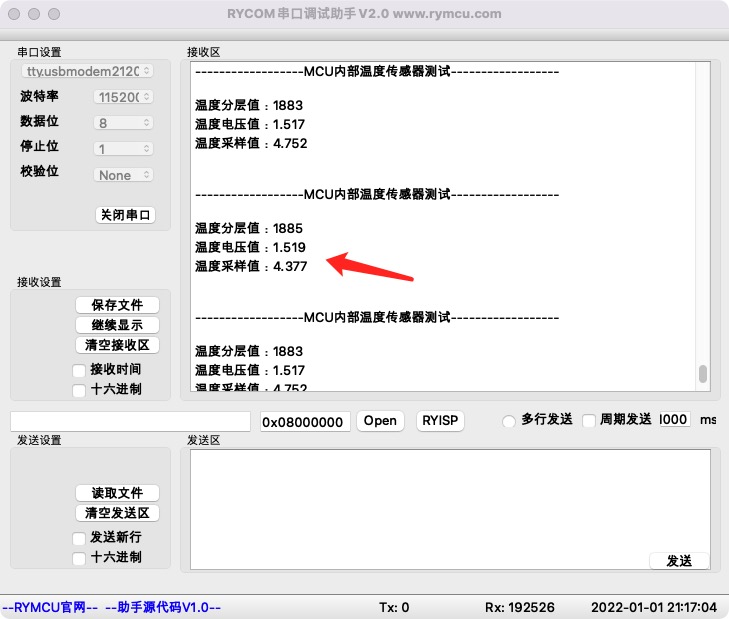 RYCOM串口调试助手V2.0 www.rymcu.com
串口设置
tty.usbmodem2120
波特率
115200
数据位
8
停止位
1
校验位
None
关闭串口
接收设置
保存文件
继续显示
清空接收区
接收时间
十六进制
接收区
------------------MCU内部温度传感器测试------------------
温度分层值：1883
温度电压值：1.517
温度采样值：4.752
------------------MCU内部温度传感器测试------------------
温度分层值：1885
温度电压值：1.519
温度采样值：4.377
------------------MCU内部温度传感器测试------------------
温度分层值：1883
温度电压值：1.517
温度采样值：4.752
0x08000000
Open
RYISP
多行发送
周期发送
1000
ms
发送设置
读取文件
清空发送区
发送新行
十六进制
发送区
发送
--RYMCU官网-- --助手源代码V1.0--
Tx: 0
Rx: 192526
2022-01-01 21:17:04